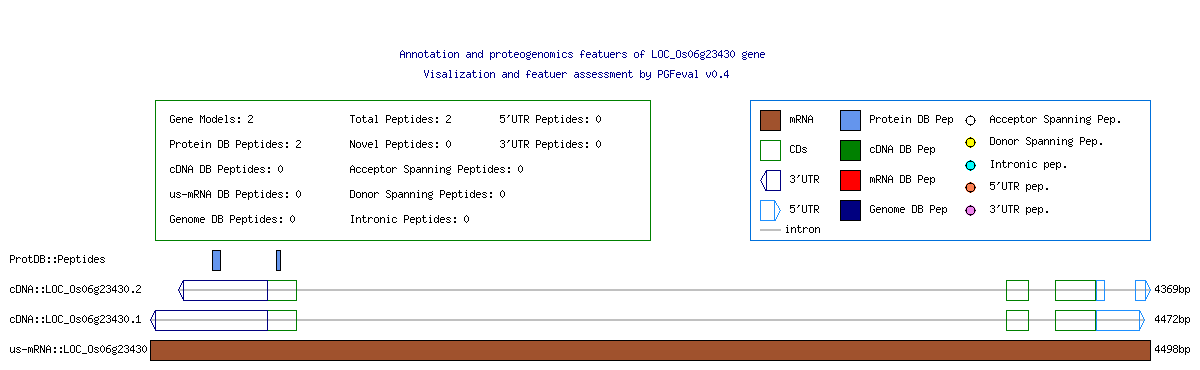 Annotation and proteogenomics featuers of LOC_Os06g23430 gene
Visalization and featuer assessment by PGFeval v0.4
Gene Models: 2 Total Peptides: 2 5'UTR Peptides: 0
Protein DB Peptides: 2 Novel Peptides: 0 3'UTR Peptides: 0
cDNA DB Peptides: 0 Acceptor Spanning Peptides: 0
us-mRNA DB Peptides: 0 Donor Spanning Peptides: 0
Genome DB Peptides: 0 Intronic Peptides: 0
mRNA Protein DB Pep Acceptor Spanning Pep.
CDs cDNA DB Pep Donor Spanning Pep.
3'UTR mRNA DB Pep Intronic pep.
5'UTR Genome DB Pep 5'UTR pep.
intron 3'UTR pep.
ProtDB::Peptides
cDNA::LOC_Os06g23430.2 4369bp
cDNA::LOC_Os06g23430.1 4472bp
us-mRNA::LOC_Os06g23430 4498bp